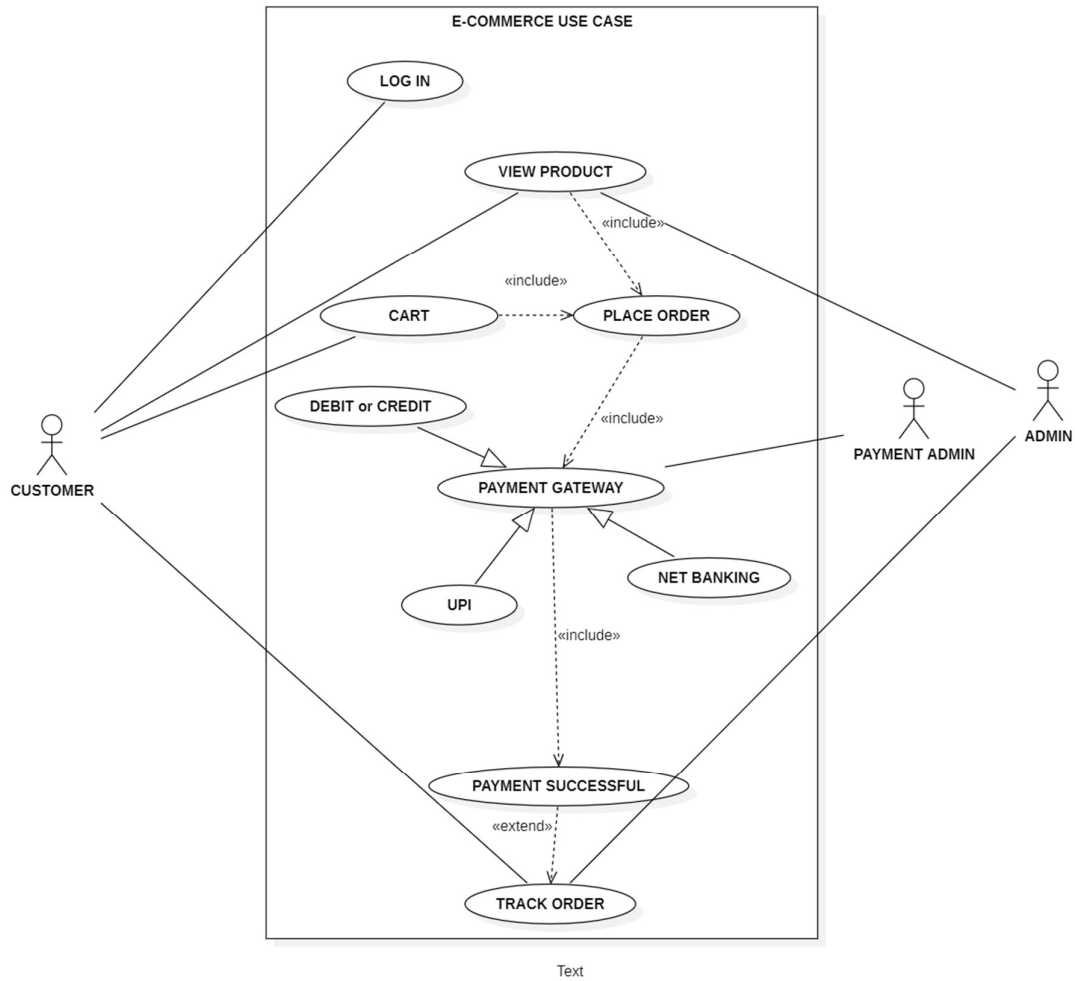 E-COMMERCE USE CASE
LOG IN
VIEW PRODUCT
«include»
«include»
CART
PLACE ORDER
DEBIT or CREDIT
«include»
CUSTOMER
PAYMENT GATEWAY
PAYMENT ADMIN
ADMIN
NET BANKING
UPI
«include»
PAYMENT SUCCESSFUL
«extend»
TRACK ORDER
Text